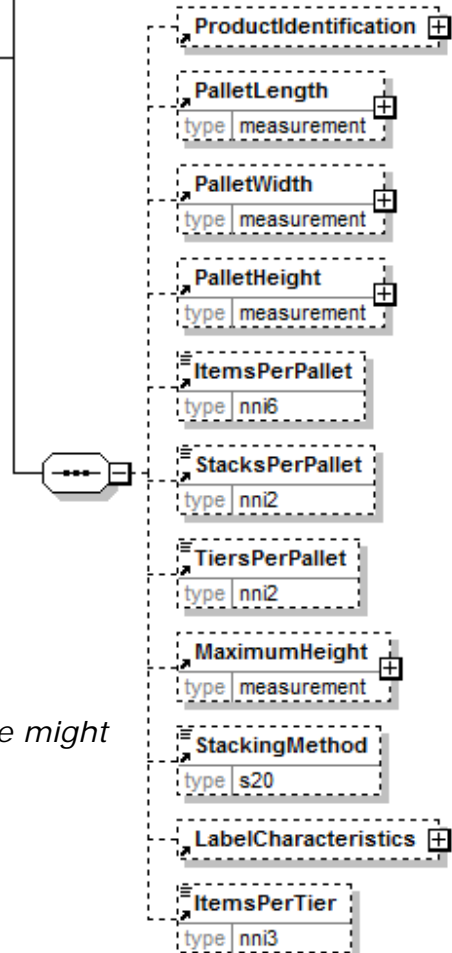 ProductIdentification
PalletLength
type measurement
PalletWidth
type measurement
PalletHeight
type measurement
ItemsPerPallet
type nni6
StacksPerPallet
type nni2
TiersPerPallet
type nni2
MaximumHeight
type measurement
e might
StackingMethod
type s20
LabelCharacteristics
ItemsPerTier
type nni3